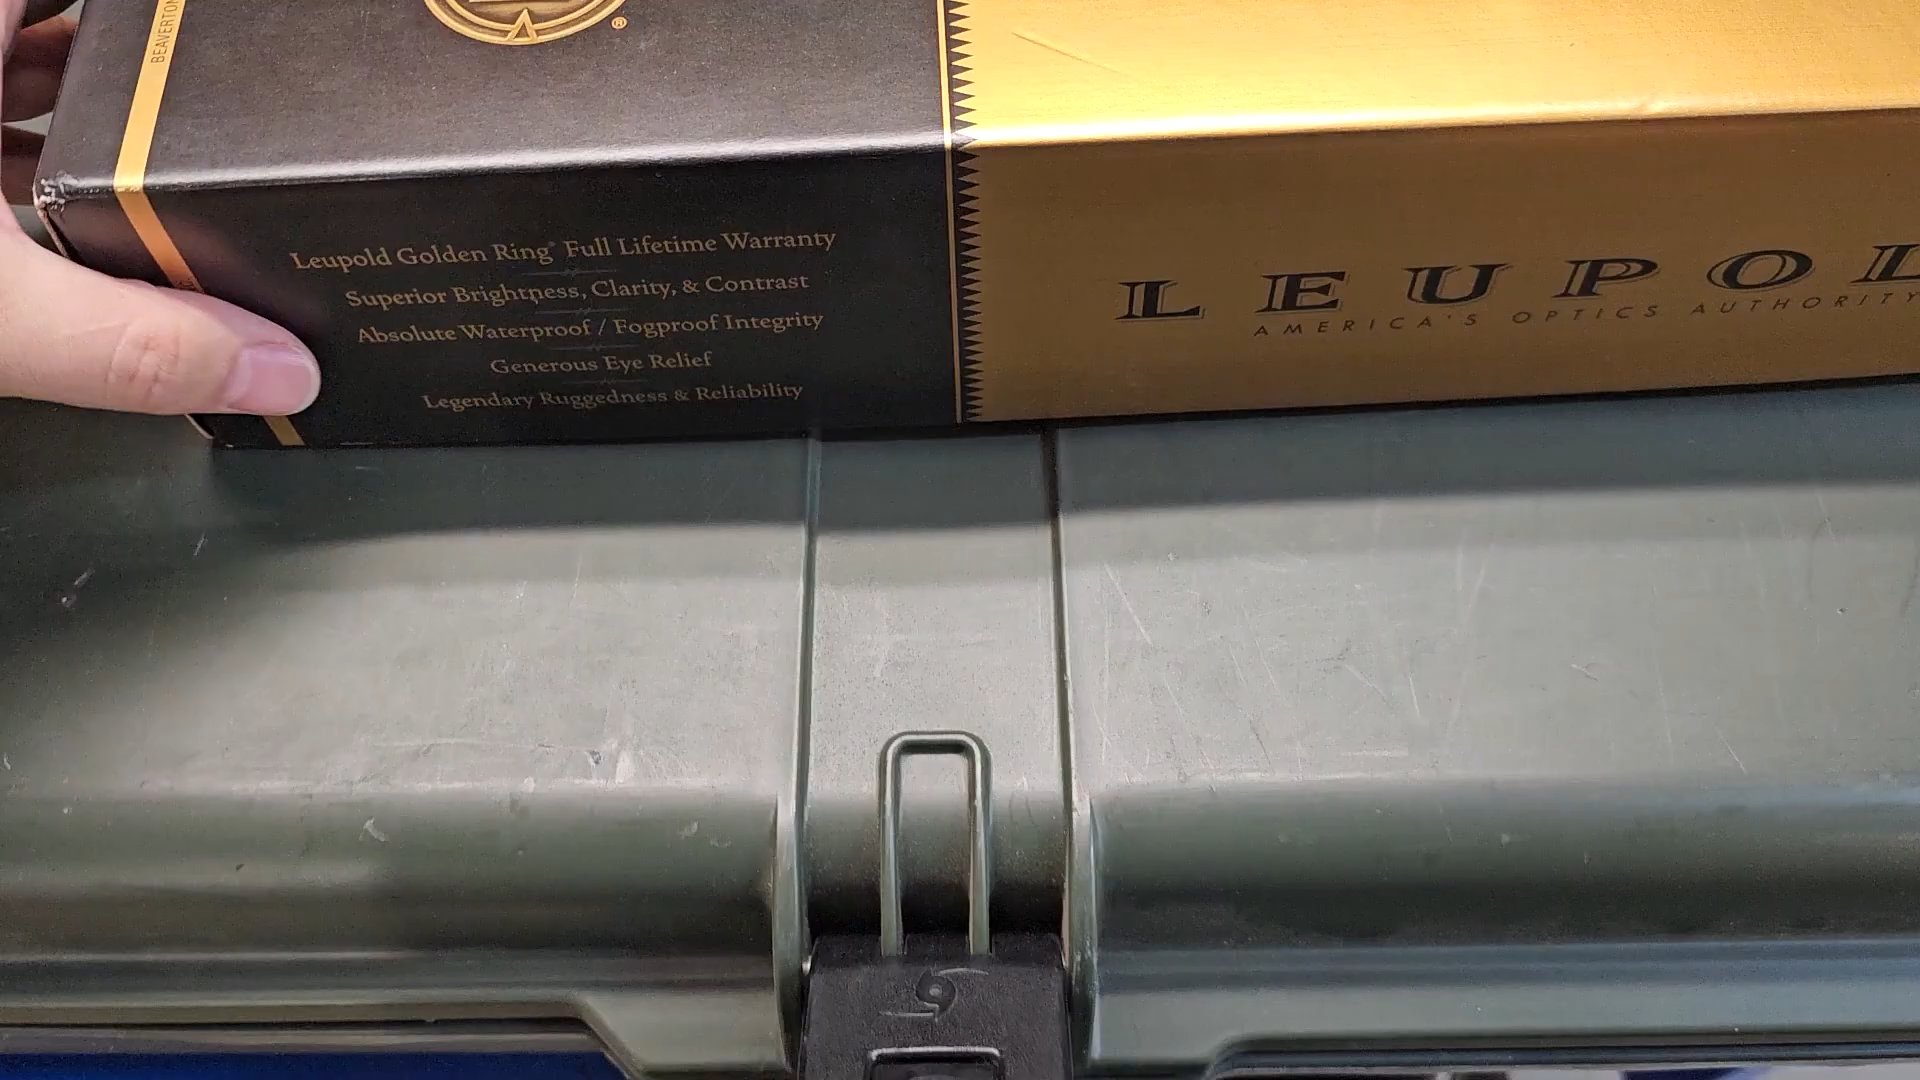 BEAVERTON
®
Leupold Golden Ring® Full Lifetime Warranty
Superior Brightness, Clarity, & Contrast
Absolute Waterproof / Fogproof Integrity
Generous Eye Relief
Legendary Ruggedness & Reliability
LEUPOL
AMERICA'S OPTICS AUTHORITY